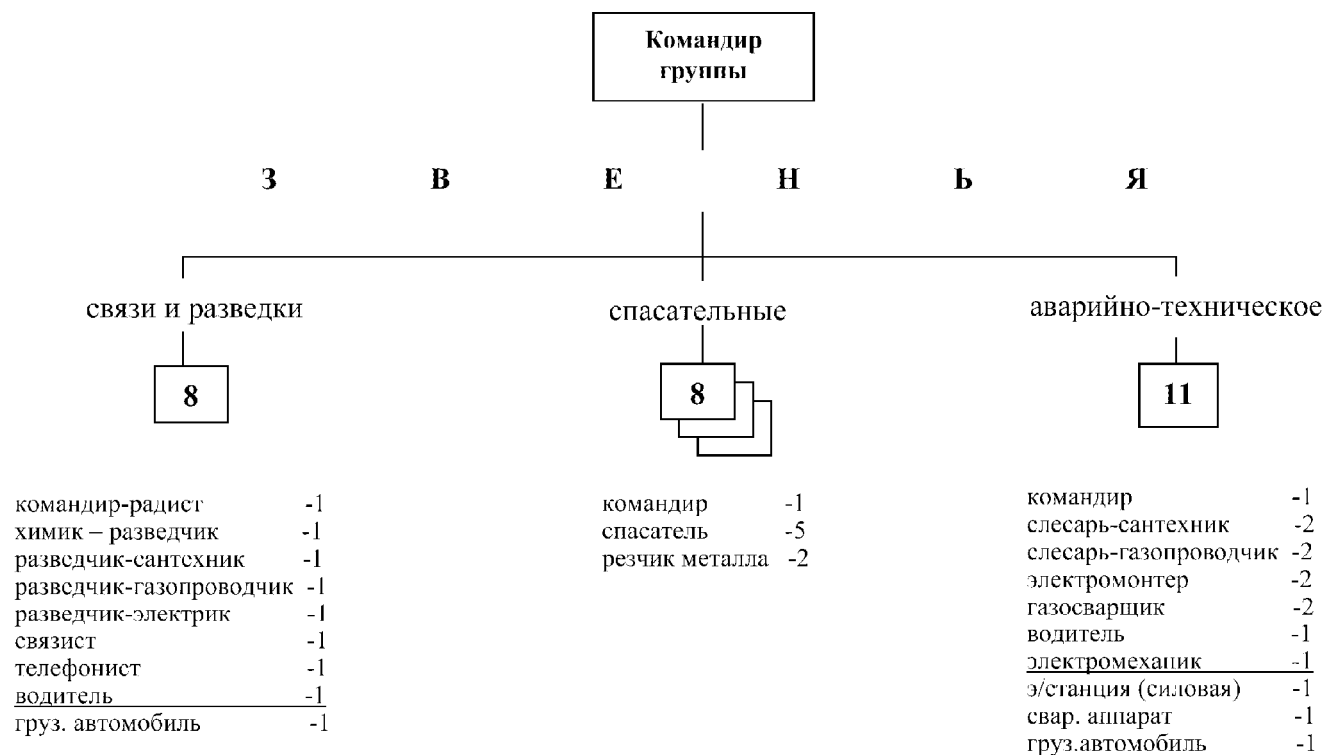 Командир
группы
З В Е Н Ь Я
связи и разведки
8
командир-радист -1
химик – разведчик -1
разведчик-сантехник -1
разведчик-газопроводчик -1
разведчик-электрик -1
связист -1
телефонист -1
водитель -1
груз. автомобиль -1
спасательные
8
командир -1
спасатель -5
резчик металла -2
аварийно-техническое
11
командир -1
слесарь-сантехник -2
слесарь-газопроводчик -2
электромонтер -2
газосварщик -2
водитель -1
электромеханик -1
э/станция (силовая) -1
свар. аппарат -1
груз.автомобиль -1